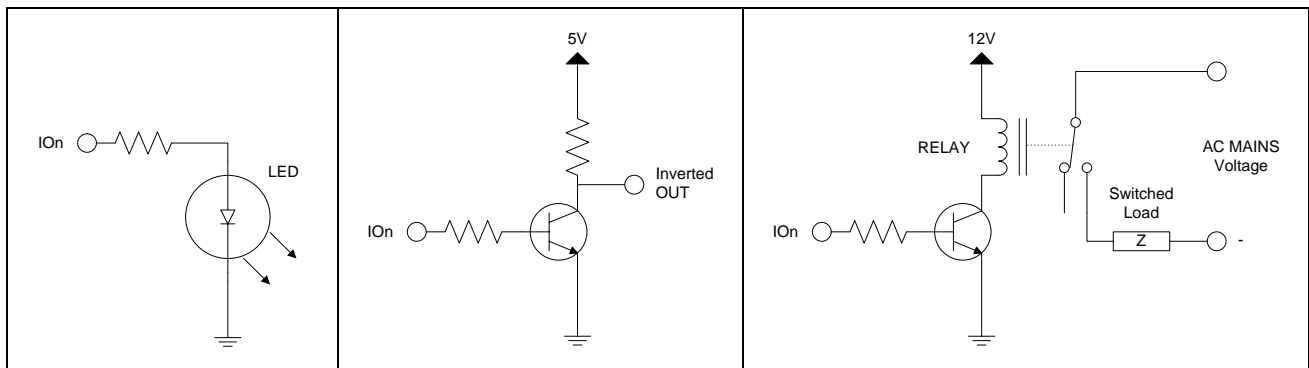 IOn
LED
5V
Inverted
OUT
IOn
12V
RELAY
AC MAINS
Voltage
Switched
Load
Z
-
IOn